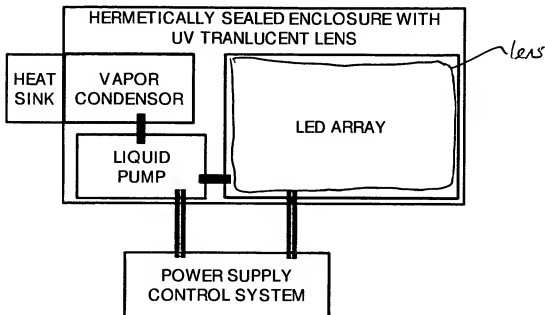 HERMETICALLY SEALED ENCLOSURE WITH
UV TRANLUCENT LENS
lens
HEAT
SINK
VAPOR
CONDENSOR
LED ARRAY
LIQUID
PUMP
POWER SUPPLY
CONTROL SYSTEM